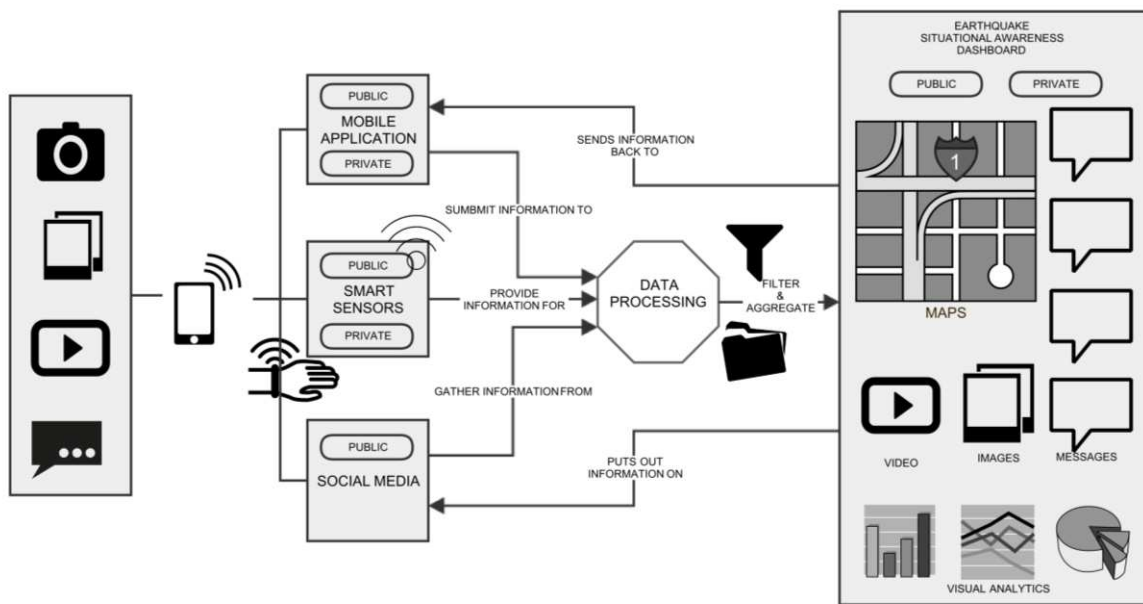 EARTHQUAKE
SITUATIONAL AWARENESS
DASHBOARD
PUBLIC
PRIVATE
PUBLIC
MOBILE
APPLICATION
PRIVATE
SENDS INFORMATION
BACK TO
1
SUMBMIT INFORMATION TO
PUBLIC
SMART
SENSORS
PRIVATE
PROVIDE
INFORMATION FOR
DATA
PROCESSING
FILTER
&
AGGREGATE
MAPS
GATHER INFORMATION FROM
PUBLIC
SOCIAL MEDIA
PUTS OUT
INFORMATION ON
VIDEO
IMAGES
MESSAGES
VISUAL ANALYTICS